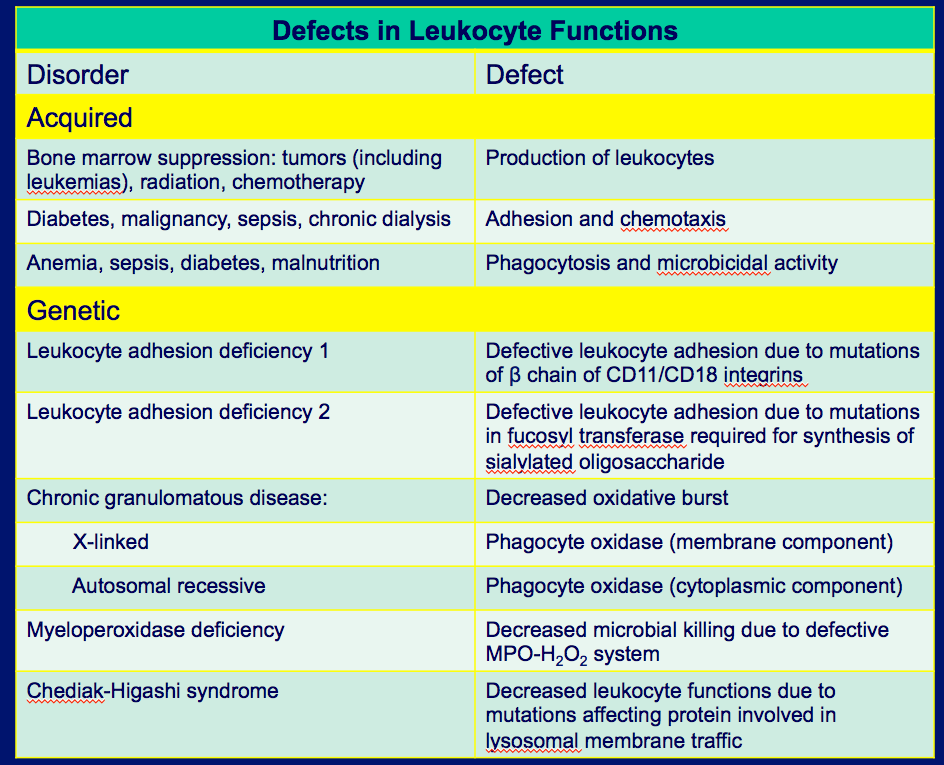 Defects in Leukocyte Functions
Disorder
Defect
Acquired
Bone marrow suppression: tumors (including
leukemias), radiation, chemotherapy
Production of leukocytes
Diabetes, malignancy, sepsis, chronic dialysis
Adhesion and chemotaxis
Anemia, sepsis, diabetes, malnutrition
Phagocytosis and microbicidal activity
Genetic
Leukocyte adhesion deficiency 1
Defective leukocyte adhesion due to mutations
of β chain of CD11/CD18 integrins
Leukocyte adhesion deficiency 2
Defective leukocyte adhesion due to mutations
in fucosyl transferase required for synthesis of
sialylated oligosaccharide
Chronic granulomatous disease:
Decreased oxidative burst
X-linked
Phagocyte oxidase (membrane component)
Autosomal recessive
Phagocyte oxidase (cytoplasmic component)
Myeloperoxidase deficiency
Decreased microbial killing due to defective
MPO-H₂O₂ system
Chediak-Higashi syndrome
Decreased leukocyte functions due to
mutations affecting protein involved in
lysosomal membrane traffic